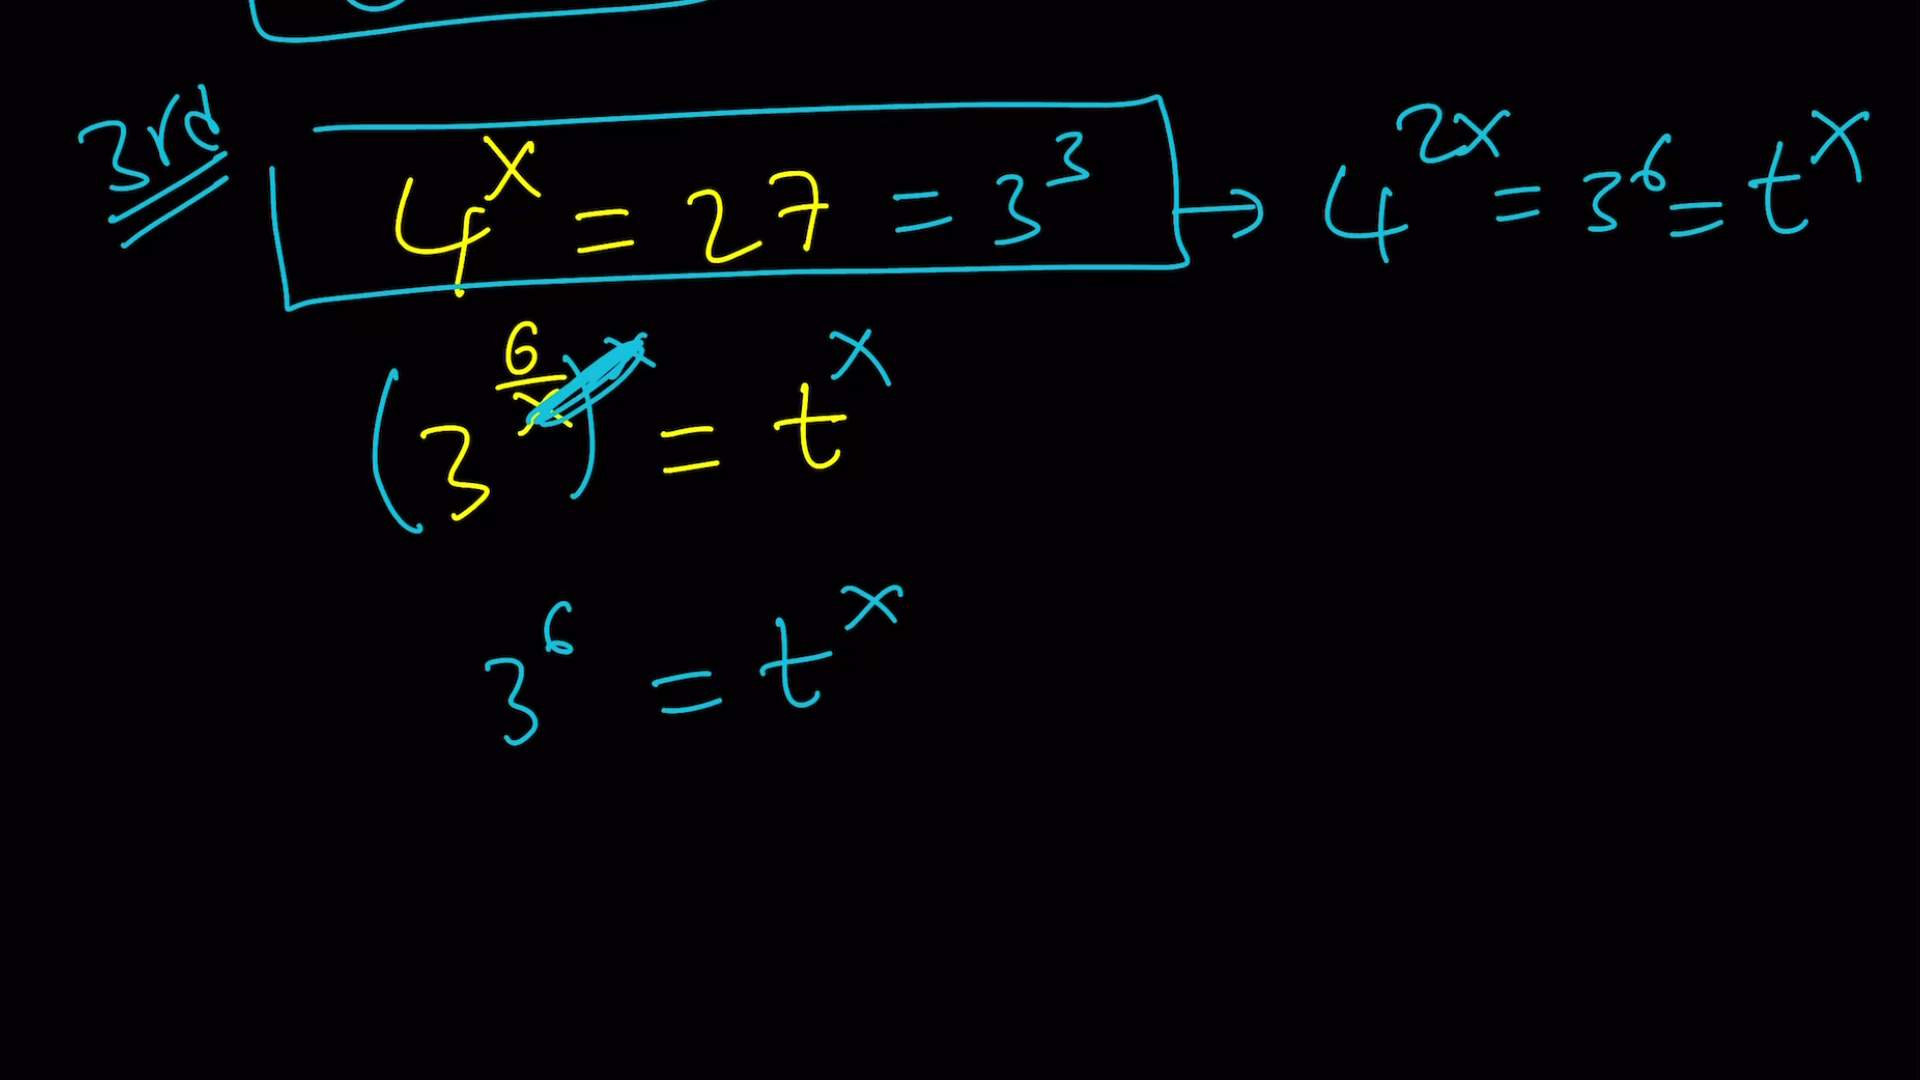 3rd
4^x = 27 = 3^3 → 4^{2x} = 3^6 = t^x
(3^{6/x})^x = t^x
3^6 = t^x